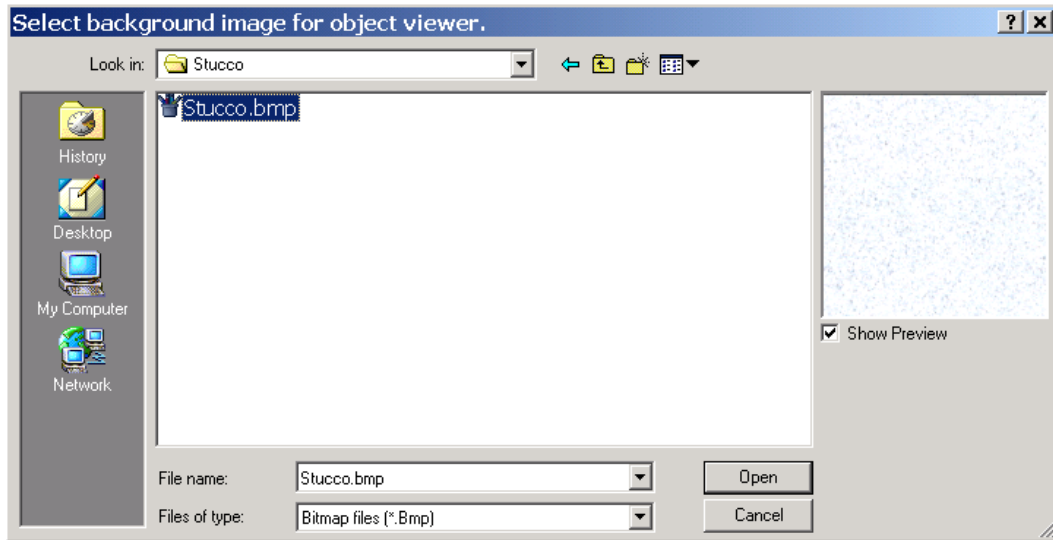 Select background image for object viewer.
Look in: Stucco
Stucco.bmp
History
Desktop
My Computer
Network
Show Preview
File name: Stucco.bmp Open
Files of type: Bitmap files (*.Bmp) Cancel